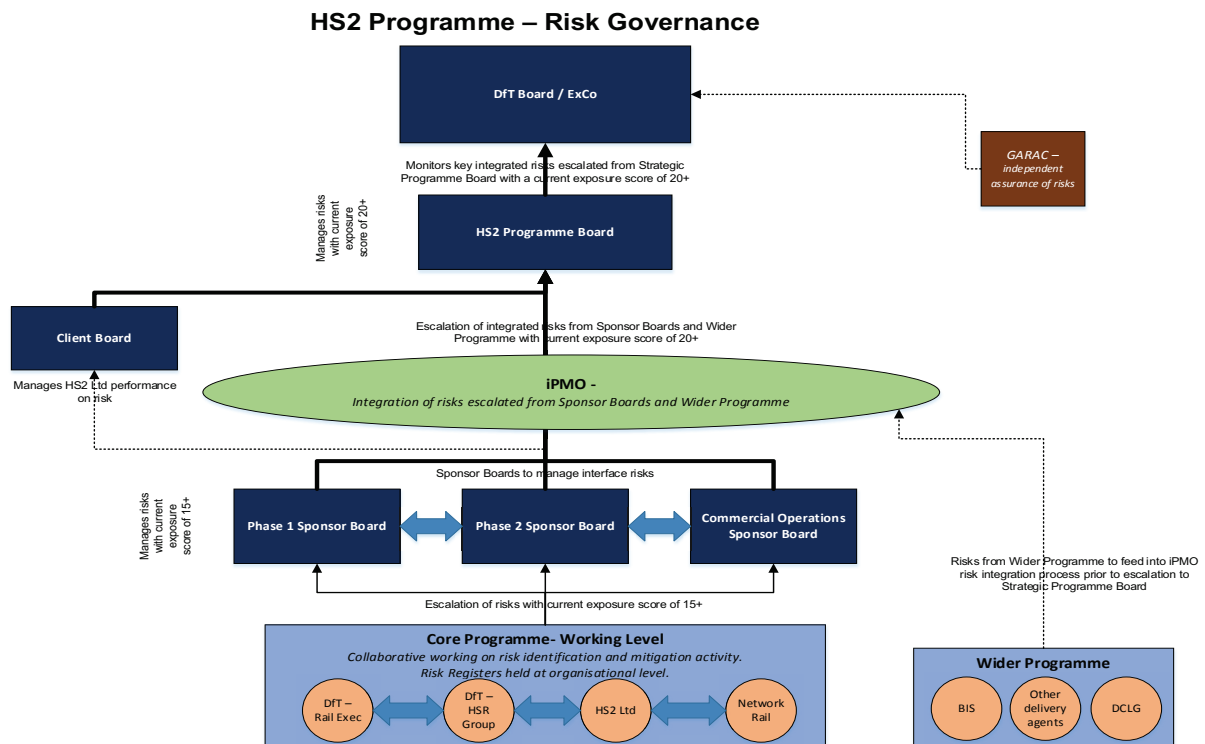 HS2 Programme – Risk Governance
DfT Board / ExCo
GARAC –
independent
assurance of risks
Monitors key integrated risks escalated from Strategic
Programme Board with a current exposure score of 20+
Manages risks
with current
exposure
score of 20+
HS2 Programme Board
Client Board
Manages HS2 Ltd performance
on risk
Escalation of integrated risks from Sponsor Boards and Wider
Programme with current exposure score of 20+
iPMO -
Integration of risks escalated from Sponsor Boards and Wider Programme
Sponsor Boards to manage interface risks
Manages risks
with current
exposure
score of 15+
Phase 1 Sponsor Board
Phase 2 Sponsor Board
Commercial Operations
Sponsor Board
Risks from Wider Programme to feed into iPMO
risk integration process prior to escalation to
Strategic Programme Board
Escalation of risks with current exposure score of 15+
Core Programme- Working Level
Collaborative working on risk identification and mitigation activity.
Risk Registers held at organisational level.
DfT –
Rail Exec
DfT –
HSR
Group
HS2 Ltd
Network
Rail
Wider Programme
BIS
Other
delivery
agents
DCLG